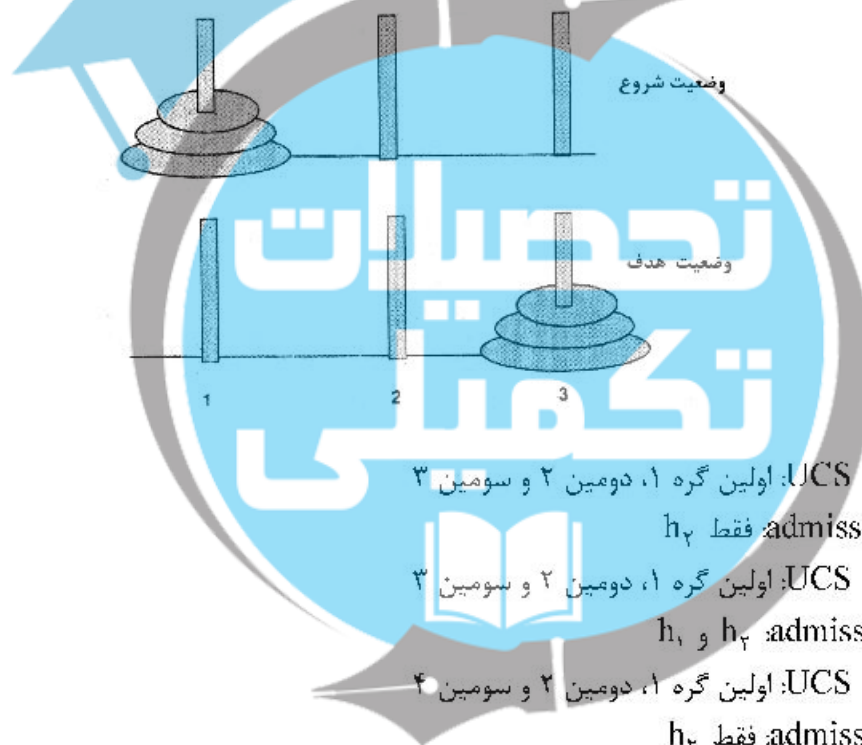 وضعیت شروع
وضعیت هدف
1 2 3
تحصیلات
تکمیلی
UCS: اولین گره ۱، دومین ۲ و سومین ۳
admiss: فقط h۲
UCS: اولین گره ۱، دومین ۲ و سومین ۳
admiss: h۲ و h۱
UCS: اولین گره ۱، دومین ۲ و سومین ۴
admiss: فقط h۲